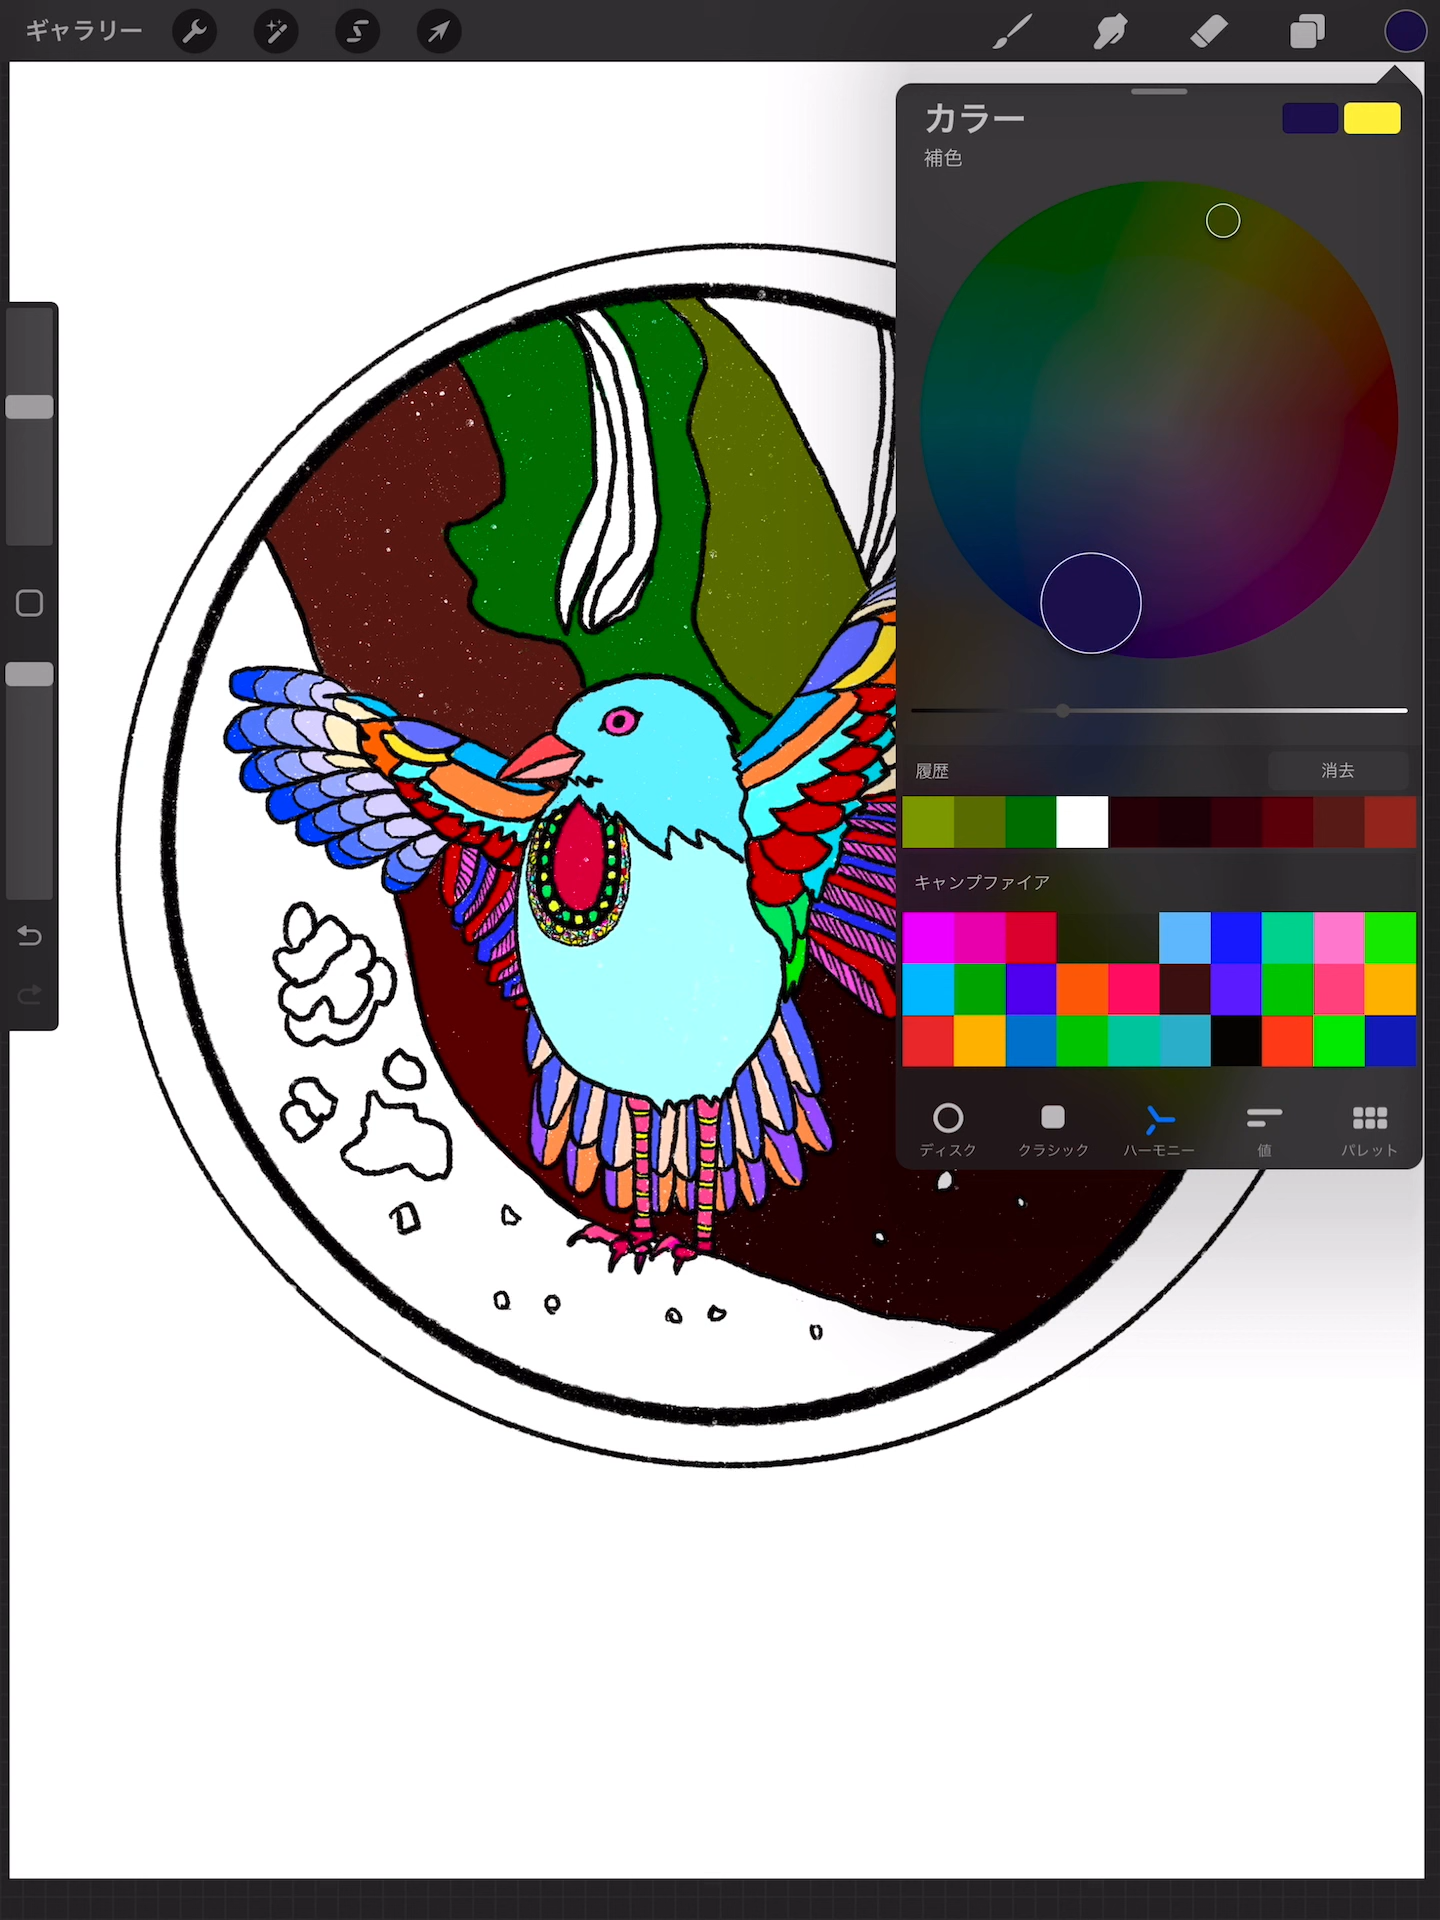 ギャラリー
カラー
補色
履歴
消去
キャンプファイア
ディスク
クラシック
ハーモニー
値
パレット